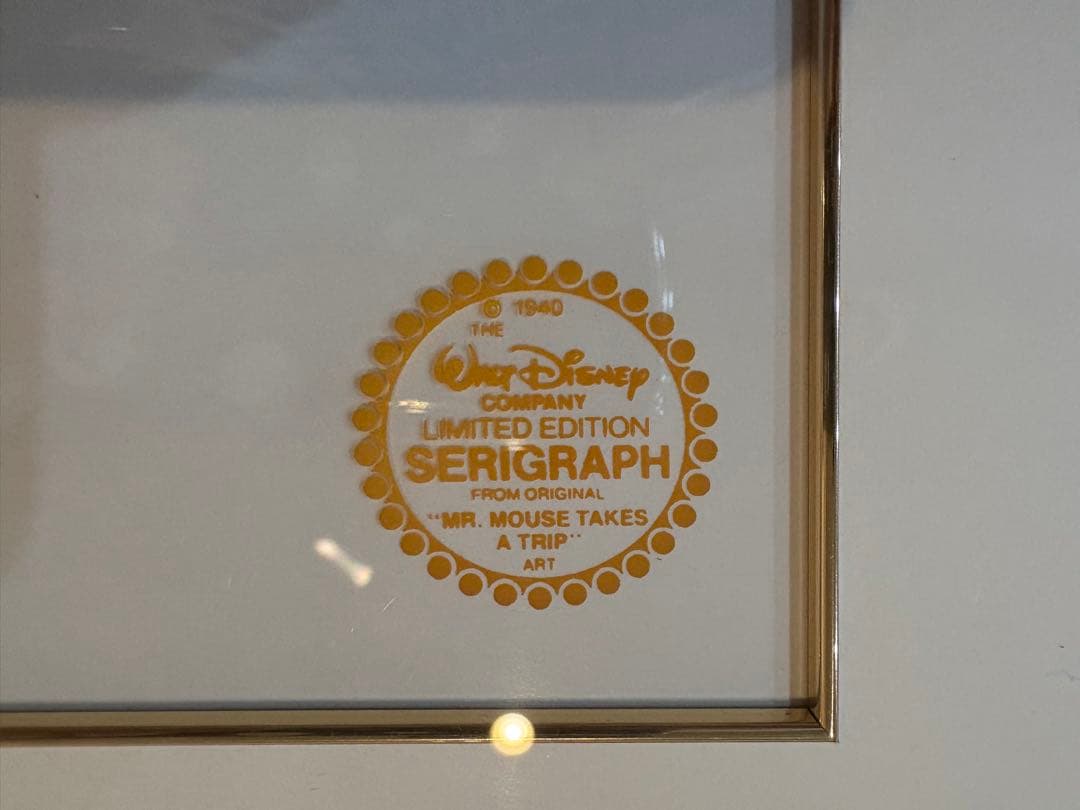 © 1940
THE
Walt Disney
COMPANY
LIMITED EDITION
SERIGRAPH
FROM ORIGINAL
"MR. MOUSE TAKES
A TRIP"
ART